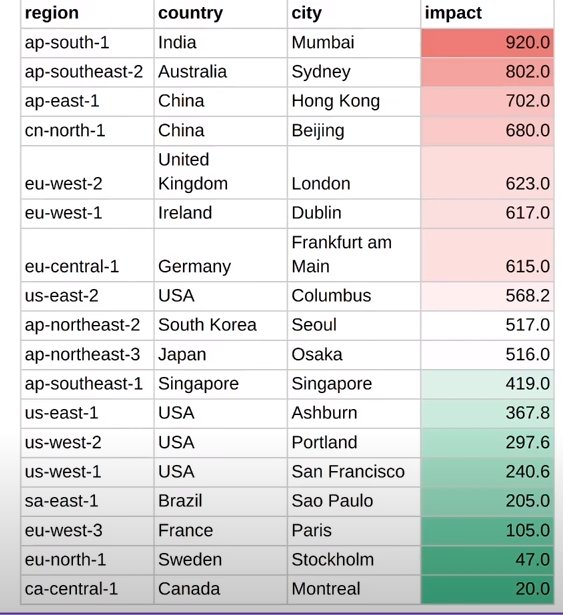 region country city impact
ap-south-1 India Mumbai 920.0
ap-southeast-2 Australia Sydney 802.0
ap-east-1 China Hong Kong 702.0
cn-north-1 China Beijing 680.0
United
eu-west-2 Kingdom London 623.0
eu-west-1 Ireland Dublin 617.0
Frankfurt am
eu-central-1 Germany Main 615.0
us-east-2 USA Columbus 568.2
ap-northeast-2 South Korea Seoul 517.0
ap-northeast-3 Japan Osaka 516.0
ap-southeast-1 Singapore Singapore 419.0
us-east-1 USA Ashburn 367.8
us-west-2 USA Portland 297.6
us-west-1 USA San Francisco 240.6
sa-east-1 Brazil Sao Paulo 205.0
eu-west-3 France Paris 105.0
eu-north-1 Sweden Stockholm 47.0
ca-central-1 Canada Montreal 20.0